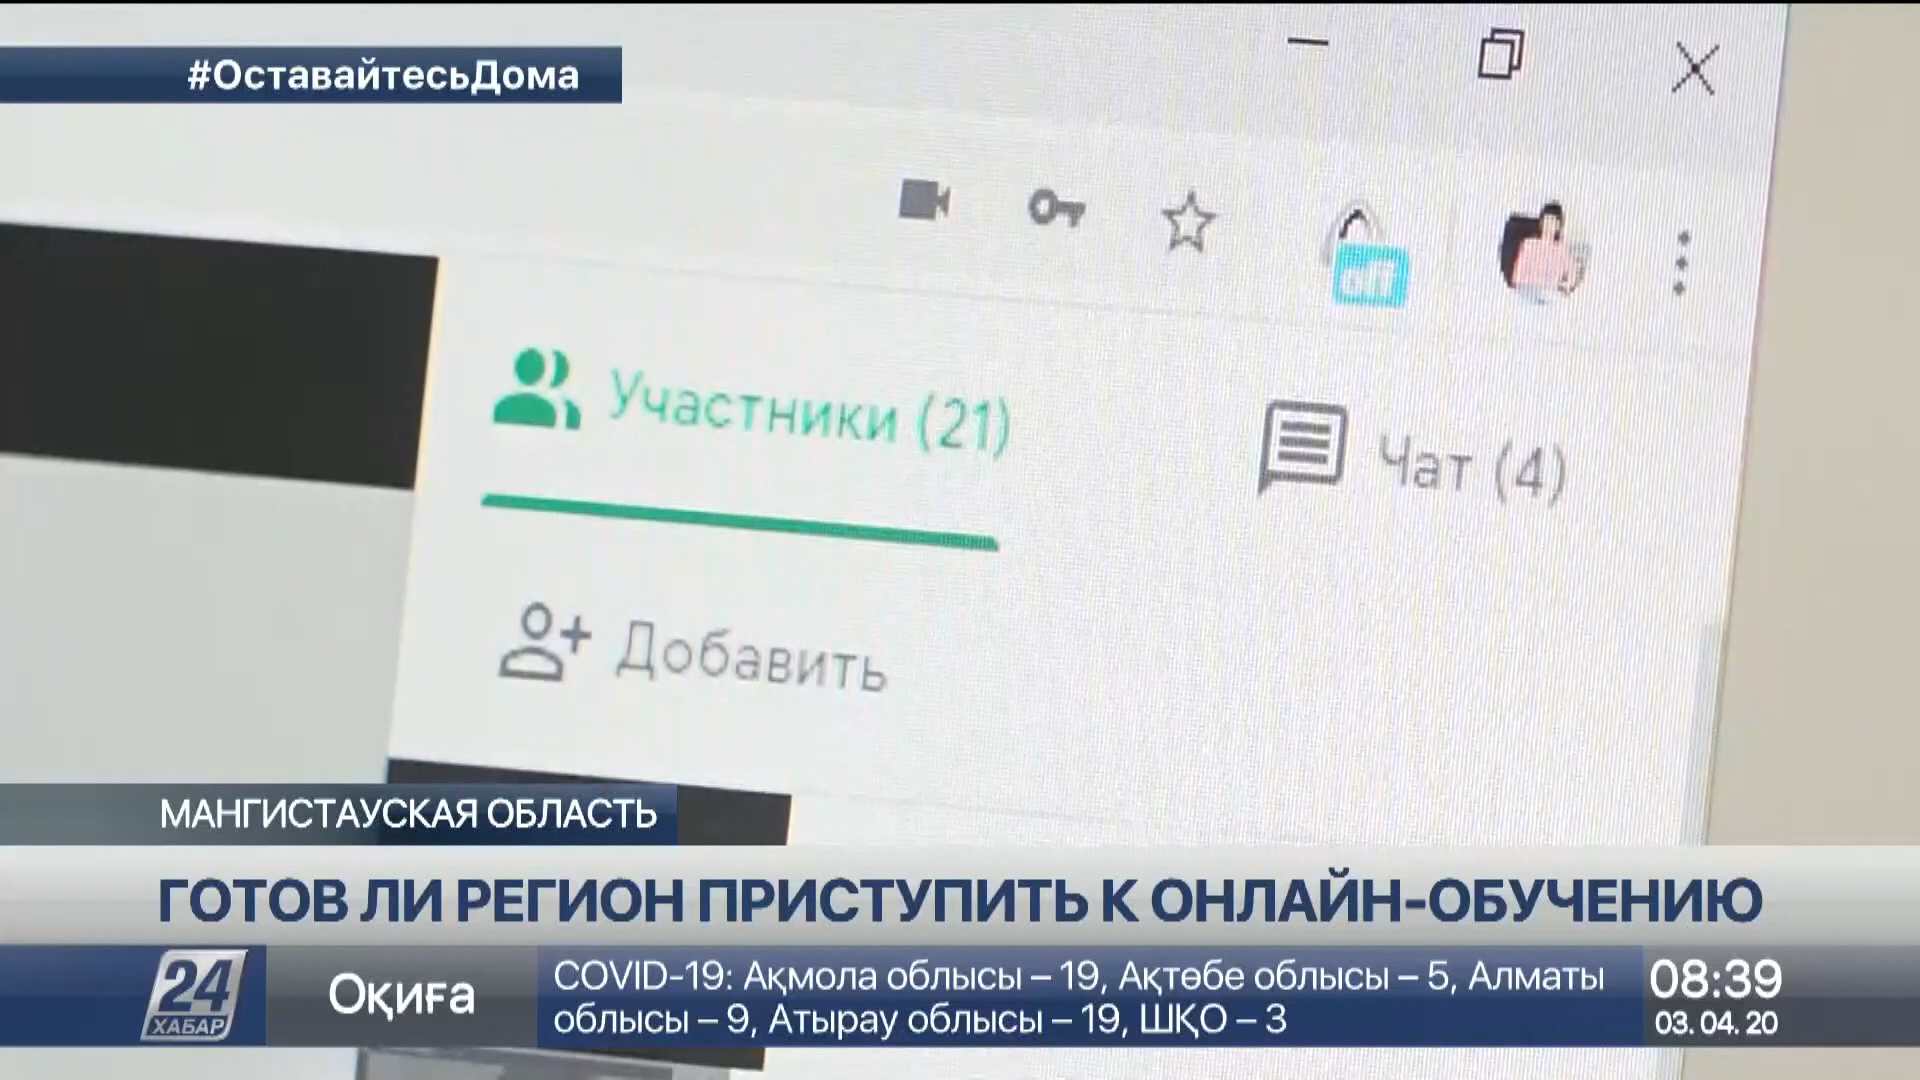 #ОставайтесьДома
off
Участники (21)
Чат (4)
Добавить
МАНГИСТАУСКАЯ ОБЛАСТЬ
ГОТОВ ЛИ РЕГИОН ПРИСТУПИТЬ К ОНЛАЙН-ОБУЧЕНИЮ
24
ХАБАР
Оқиға
COVID-19: Ақмола облысы – 19, Ақтөбе облысы – 5, Алматы
облысы – 9, Атырау облысы – 19, ШҚО – 3
08:39
03. 04. 20